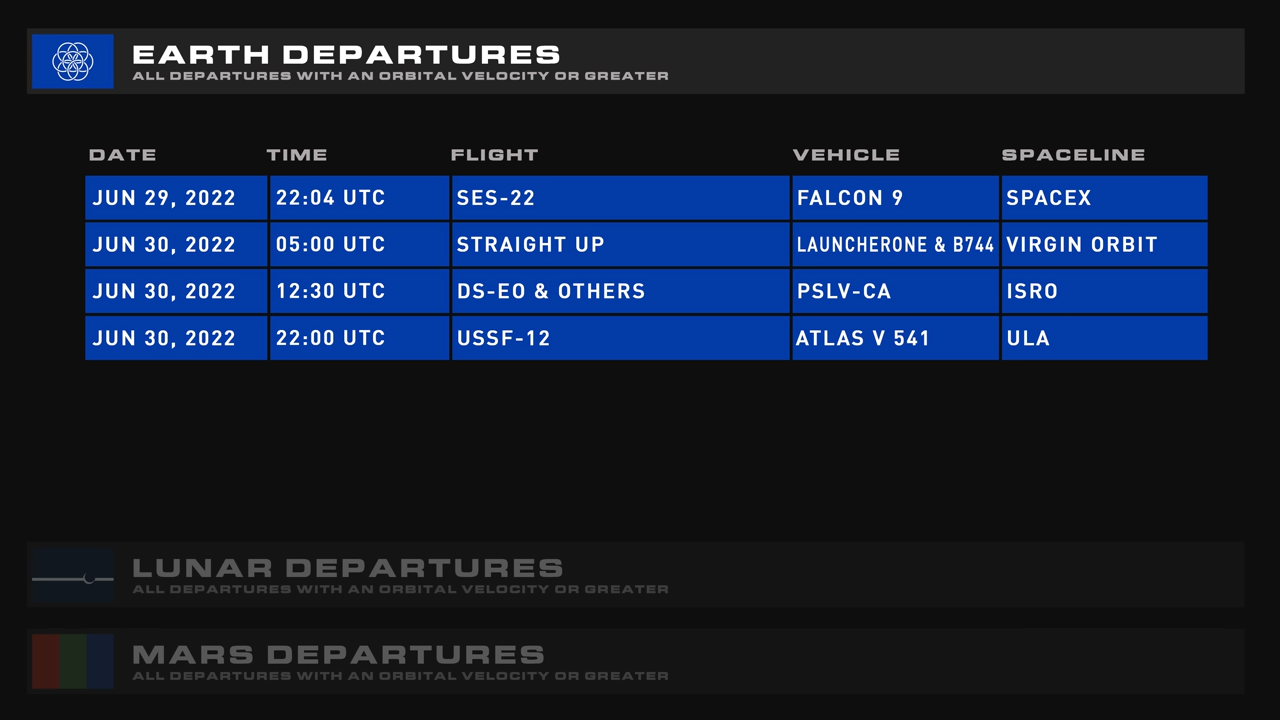 EARTH DEPARTURES
ALL DEPARTURES WITH AN ORBITAL VELOCITY OR GREATER
DATE TIME FLIGHT VEHICLE SPACELINE
JUN 29, 2022 22:04 UTC SES-22 FALCON 9 SPACEX
JUN 30, 2022 05:00 UTC STRAIGHT UP LAUNCHERONE & B744 VIRGIN ORBIT
JUN 30, 2022 12:30 UTC DS-EO & OTHERS PSLV-CA ISRO
JUN 30, 2022 22:00 UTC USSF-12 ATLAS V 541 ULA
LUNAR DEPARTURES
ALL DEPARTURES WITH AN ORBITAL VELOCITY OR GREATER
MARS DEPARTURES
ALL DEPARTURES WITH AN ORBITAL VELOCITY OR GREATER